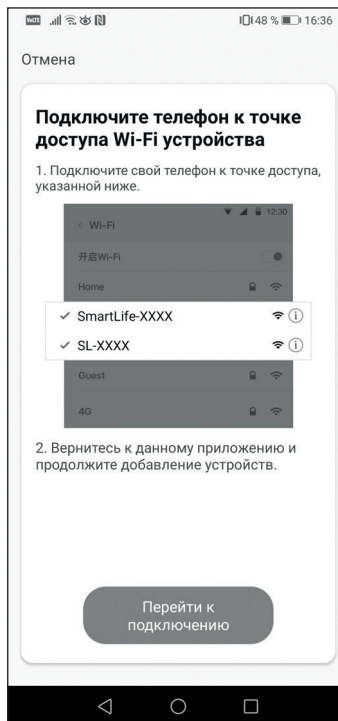 VoLTE 48 % 16:36
Отмена
Подключите телефон к точке
доступа Wi-Fi устройства
1. Подключите свой телефон к точке доступа,
указанной ниже.
12:30
< Wi-Fi
开启Wi-Fi
Home
SmartLife-XXXX
SL-XXXX
Guest
4G
2. Вернитесь к данному приложению и
продолжите добавление устройств.
Перейти к
подключению